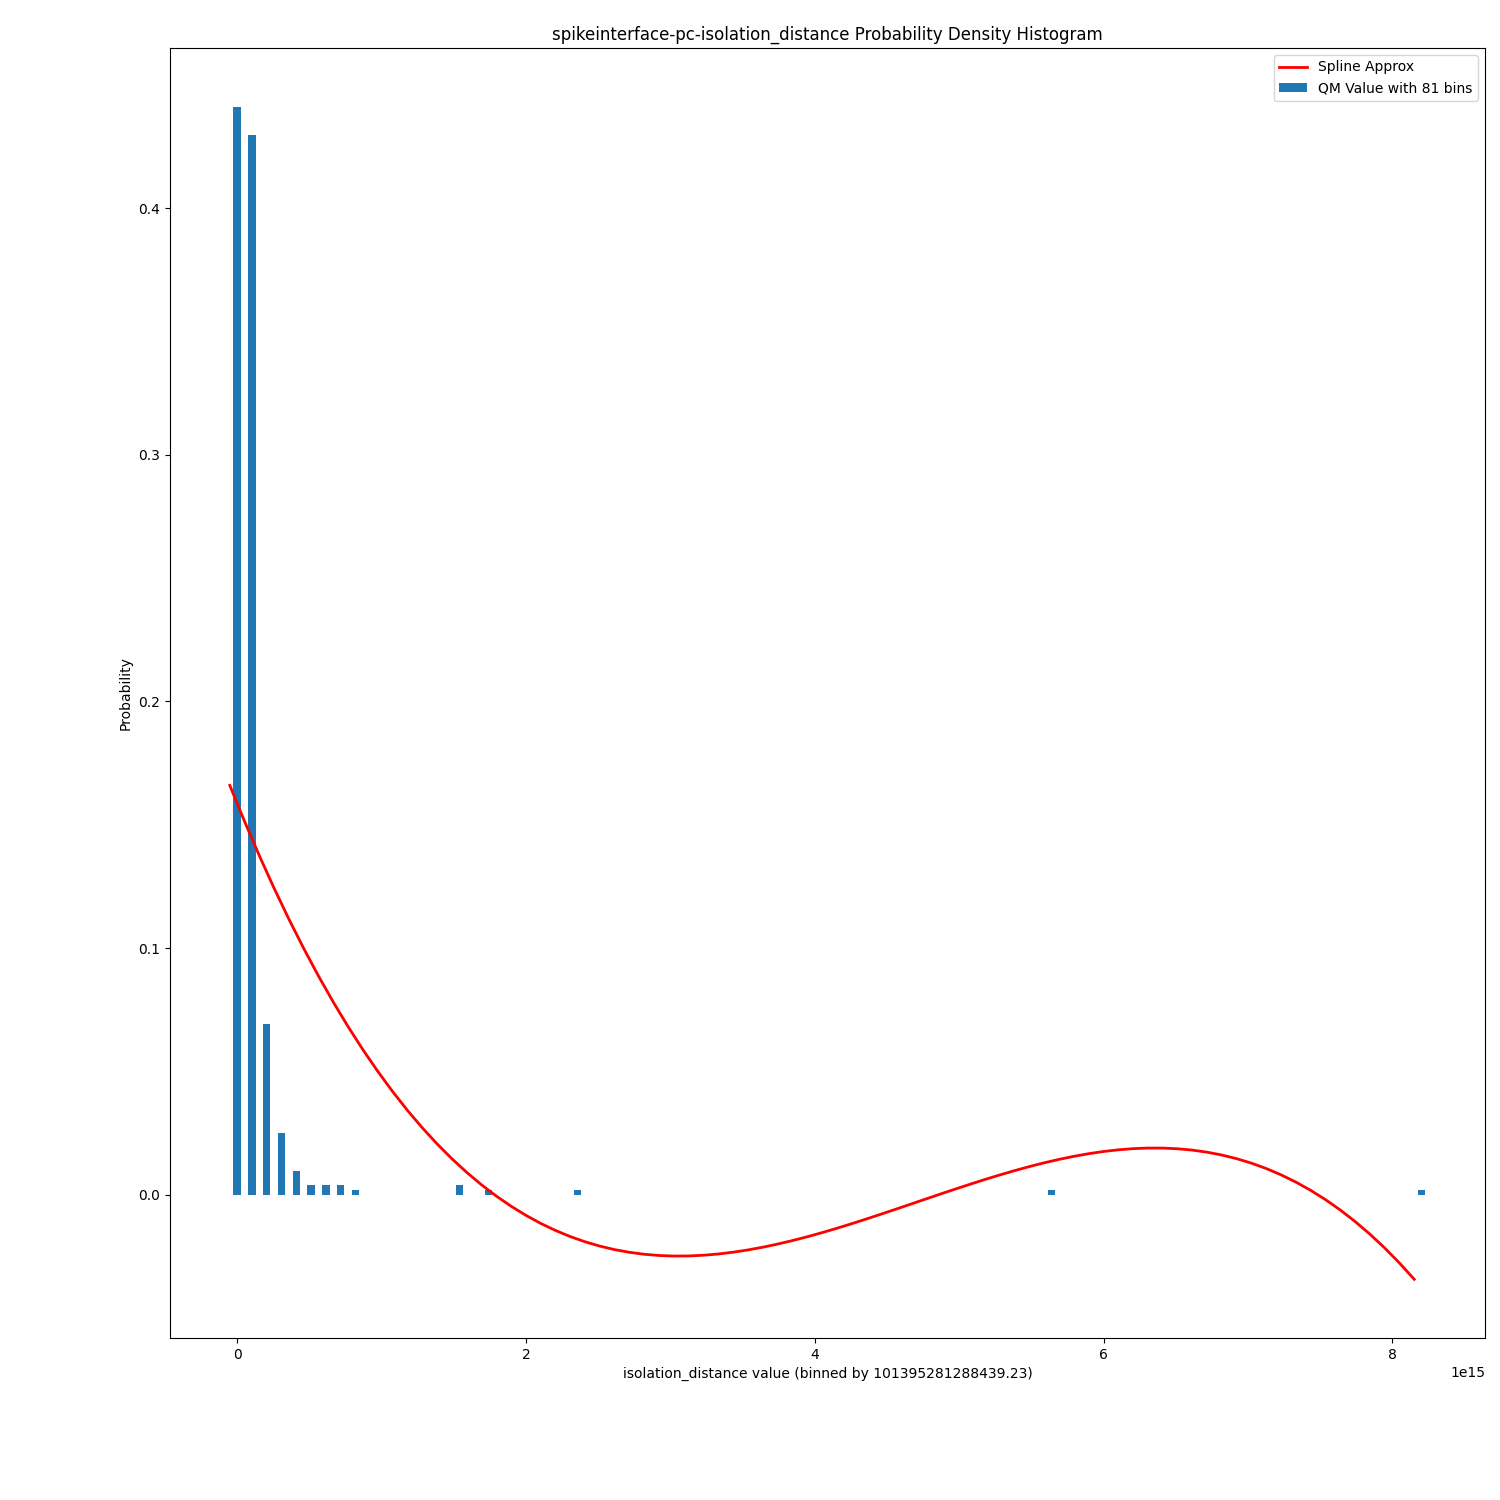 spikeinterface-pc-isolation_distance Probability Density Histogram
Spline Approx
QM Value with 81 bins
0.4
0.3
0.2
0.1
0.0
Probability
0 2 4 6 8
isolation_distance value (binned by 101395281288439.23)
1e15